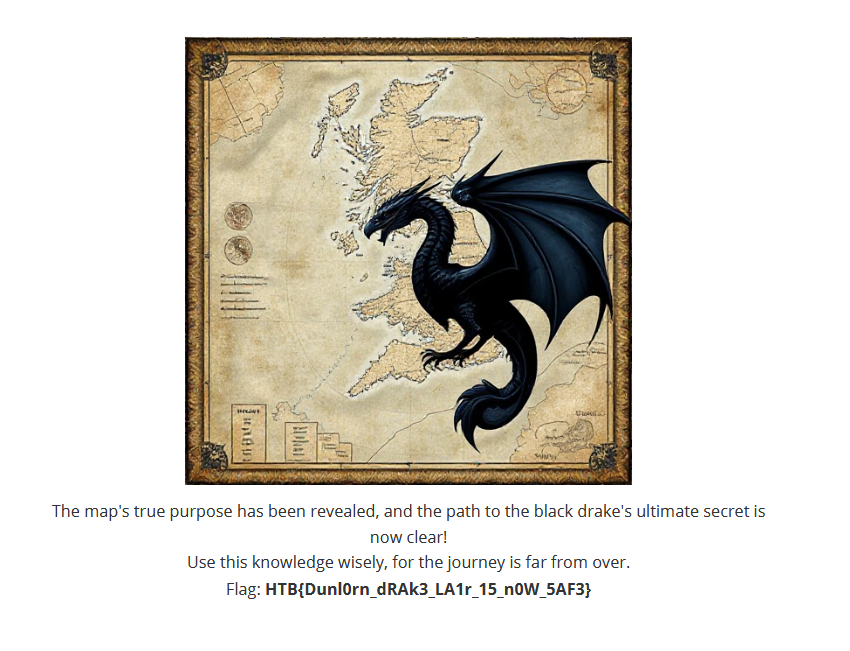 The map's true purpose has been revealed, and the path to the black drake's ultimate secret is
now clear!
Use this knowledge wisely, for the journey is far from over.
Flag: HTB{Dunl0rn_dRAk3_LA1r_15_n0W_5AF3}